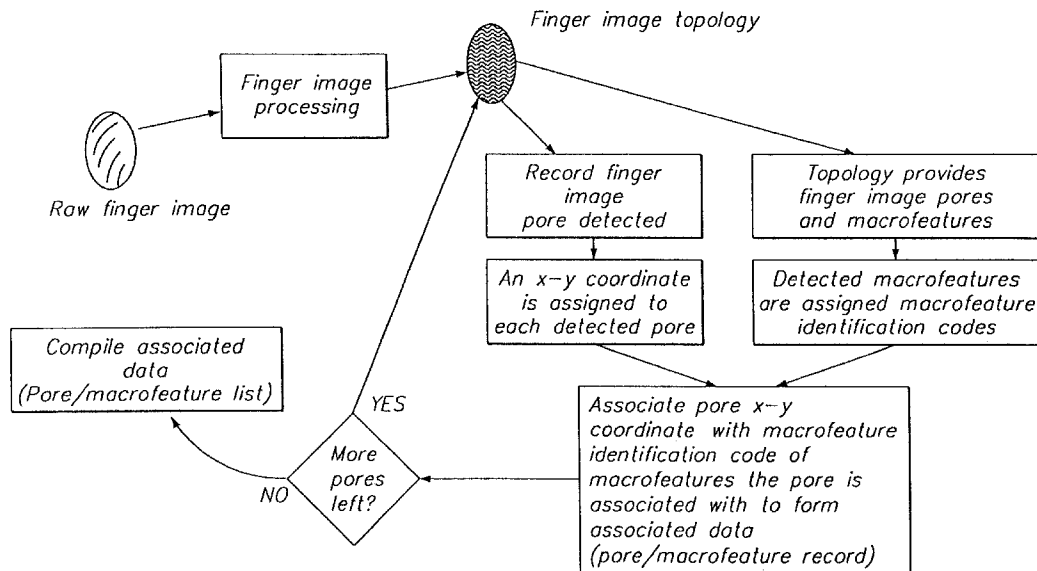 Finger image topology
Finger image
processing
Raw finger image
Record finger
image
pore detected
Topology provides
finger image pores
and macrofeatures
An x-y coordinate
is assigned to
each detected pore
Detected macrofeatures
are assigned macrofeature
identification codes
Associate pore x-y
coordinate with macrofeature
identification code of
macrofeatures the pore is
associated with to form
associated data
(pore/macrofeature record)
More
pores
left?
YES
NO
Compile associated
data
(Pore/macrofeature list)